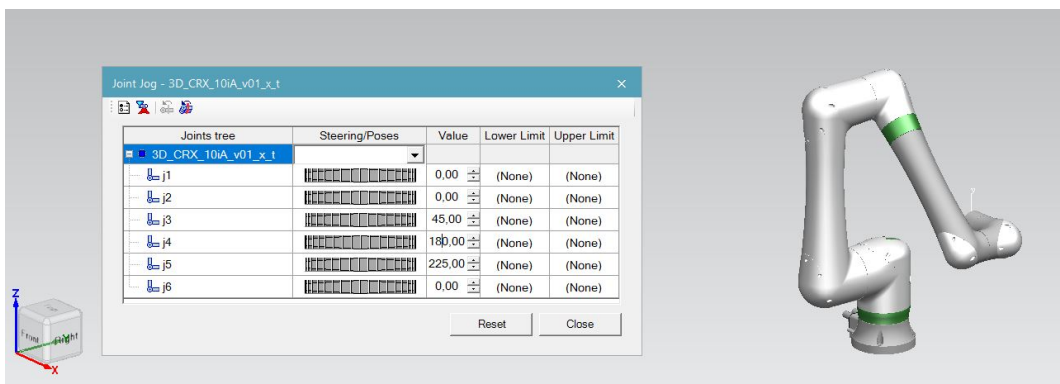 Joint Jog - 3D_CRX_10iA_v01_x_t
Joints tree Steering/Poses Value Lower Limit Upper Limit
3D_CRX_10iA_v01_x_t
j1 0,00 (None) (None)
j2 0,00 (None) (None)
j3 45,00 (None) (None)
j4 180,00 (None) (None)
j5 225,00 (None) (None)
j6 0,00 (None) (None)
Reset Close
Z
Front Right
X